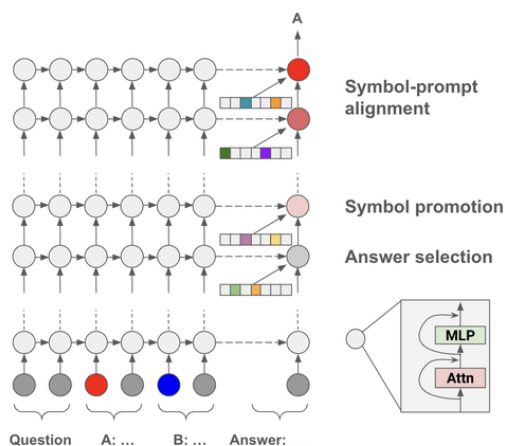 A
Symbol-prompt
alignment
Symbol promotion
Answer selection
MLP
Attn
Question A: ... B: ... Answer: